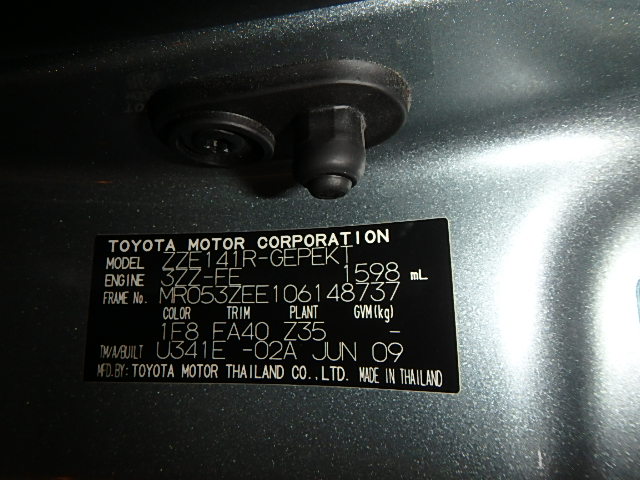 TOYOTA MOTOR CORPORATION
MODEL ZZE141R-GEPEKT
ENGINE 3ZZ-FE 1598 mL
FRAME No. MR053ZEE106148737
COLOR TRIM PLANT GVM(kg)
1F8 FA40 Z35 -
TM/A/BUILT U341E -02A JUN 09
MFD.BY: TOYOTA MOTOR THAILAND CO.,LTD. MADE IN THAILAND